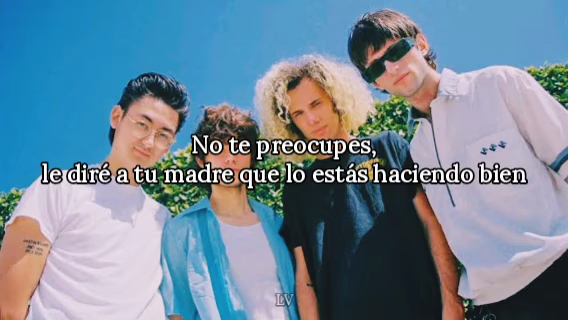 No te preocupes,
le diré a tu madre que lo estás haciendo bien
LV